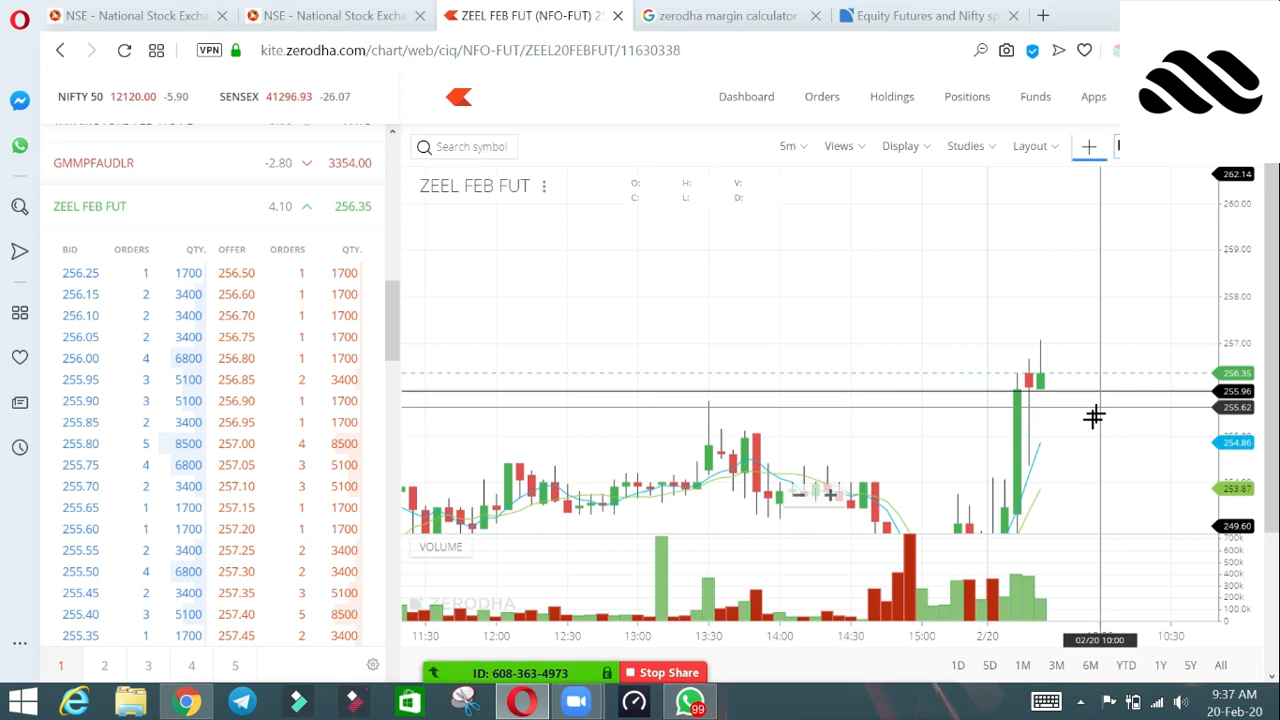 NSE - National Stock Excha
NSE - National Stock Exchan
ZEEL FEB FUT (NFO-FUT) 25
zerodha margin calculator
Equity Futures and Nifty sp
VPN
kite.zerodha.com/chart/web/ciq/NFO-FUT/ZEEL20FEBFUT/11630338
NIFTY 50 12120.00 -5.90 SENSEX 41296.93 -26.07
Dashboard Orders Holdings Positions Funds Apps
GMMPFAUDLR -2.80 3354.00
Search symbol
5m Views Display Studies Layout
ZEEL FEB FUT 4.10 256.35
ZEEL FEB FUT
O: H: V:
C: L: D:
BID ORDERS QTY. OFFER ORDERS QTY.
256.25 1 1700 256.50 1 1700
256.15 2 3400 256.60 1 1700
256.10 2 3400 256.70 1 1700
256.05 2 3400 256.75 1 1700
256.00 4 6800 256.80 1 1700
255.95 3 5100 256.85 2 3400
255.90 3 5100 256.90 1 1700
255.85 2 3400 256.95 1 1700
255.80 5 8500 257.00 4 8500
255.75 4 6800 257.05 3 5100
255.70 2 3400 257.10 3 5100
255.65 1 1700 257.15 1 1700
255.60 1 1700 257.20 1 1700
255.55 2 3400 257.25 2 3400
255.50 4 6800 257.30 2 3400
255.45 2 3400 257.35 3 5100
255.40 3 5100 257.40 5 8500
255.35 1 1700 257.45 2 3400
262.14
260.00
259.00
258.00
257.00
256.35
255.96
255.62
254.86
253.87
249.60
VOLUME
700k
600k
500k
400k
300k
200k
100.0k
0
ZERODHA
11:30 12:00 12:30 13:00 13:30 14:00 14:30 15:00 2/20 10:30
02/20 10:00
1 2 3 4 5
1D 5D 1M 3M 6M YTD 1Y 5Y All
ID: 608-363-4973
Stop Share
99
9:37 AM
20-Feb-20